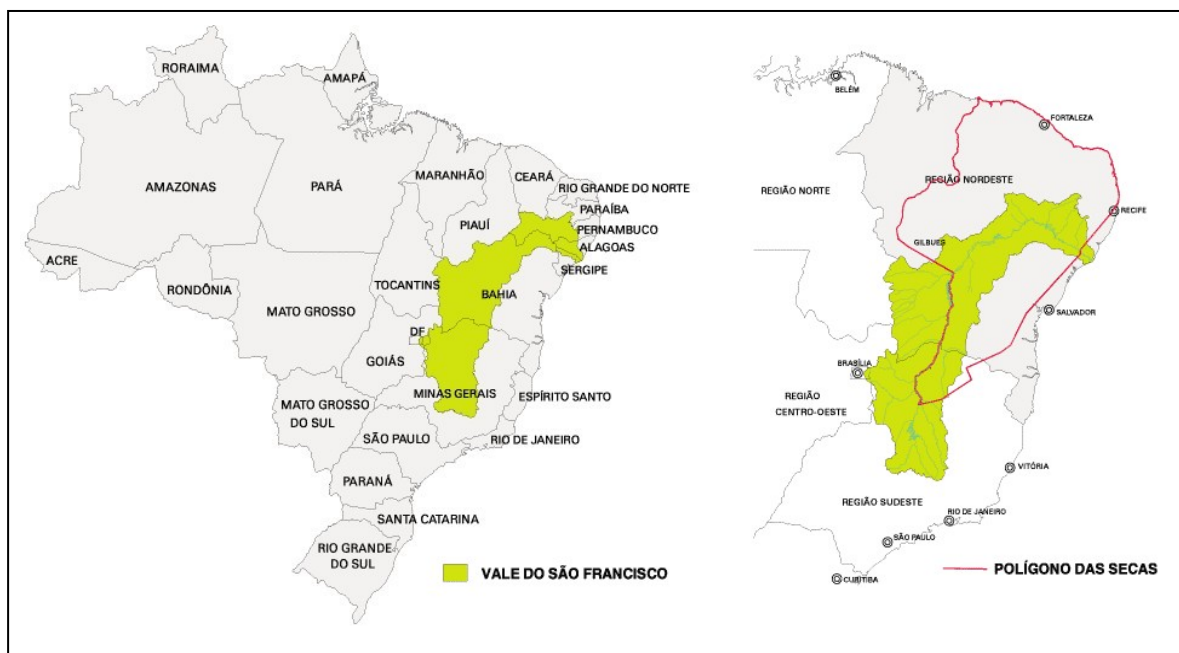 RORAIMA
AMAPÁ
AMAZONAS
PARÁ
MARANHÃO
CEARÁ
RIO GRANDE DO NORTE
PARAÍBA
PIAUÍ
PERNAMBUCO
ALAGOAS
SERGIPE
ACRE
RONDÔNIA
TOCANTINS
BAHIA
MATO GROSSO
DF
GOIÁS
MINAS GERAIS
ESPÍRITO SANTO
MATO GROSSO
DO SUL
SÃO PAULO
RIO DE JANEIRO
PARANÁ
SANTA CATARINA
RIO GRANDE
DO SUL
VALE DO SÃO FRANCISCO
BELÉM
FORTALEZA
REGIÃO NORTE
REGIÃO NORDESTE
RECIFE
GILBUES
SALVADOR
BRASÍLIA
REGIÃO
CENTRO-OESTE
VITÓRIA
REGIÃO SUDESTE
RIO DE JANEIRO
SÃO PAULO
CURITIBA
POLÍGONO DAS SECAS